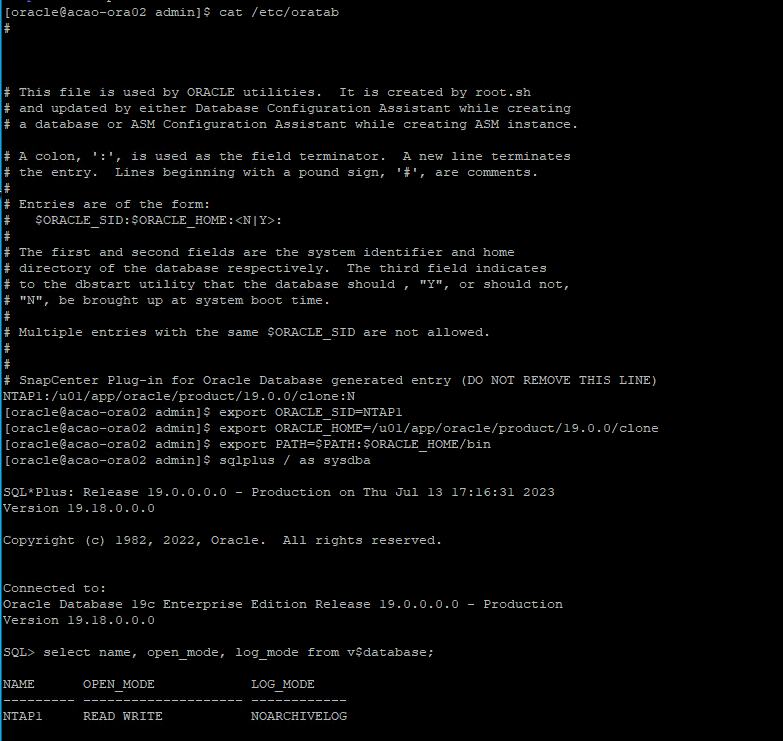 [oracle@acao-ora02 admin]$ cat /etc/oratab
#
# This file is used by ORACLE utilities.  It is created by root.sh
# and updated by either Database Configuration Assistant while creating
# a database or ASM Configuration Assistant while creating ASM instance.
# A colon, ':', is used as the field terminator.  A new line terminates
# the entry.  Lines beginning with a pound sign, '#', are comments.
#
# Entries are of the form:
#   $ORACLE_SID:$ORACLE_HOME:<N|Y>:
#
# The first and second fields are the system identifier and home
# directory of the database respectively.  The third field indicates
# to the dbstart utility that the database should , "Y", or should not,
# "N", be brought up at system boot time.
#
# Multiple entries with the same $ORACLE_SID are not allowed.
#
#
# SnapCenter Plug-in for Oracle Database generated entry (DO NOT REMOVE THIS LINE)
NTAP1:/u01/app/oracle/product/19.0.0/clone:N
[oracle@acao-ora02 admin]$ export ORACLE_SID=NTAP1
[oracle@acao-ora02 admin]$ export ORACLE_HOME=/u01/app/oracle/product/19.0.0/clone
[oracle@acao-ora02 admin]$ export PATH=$PATH:$ORACLE_HOME/bin
[oracle@acao-ora02 admin]$ sqlplus / as sysdba
SQL*Plus: Release 19.0.0.0.0 - Production on Thu Jul 13 17:16:31 2023
Version 19.18.0.0.0
Copyright (c) 1982, 2022, Oracle.  All rights reserved.
Connected to:
Oracle Database 19c Enterprise Edition Release 19.0.0.0.0 - Production
Version 19.18.0.0.0
SQL> select name, open_mode, log_mode from v$database;
NAME      OPEN_MODE            LOG_MODE
--------- -------------------- ------------
NTAP1     READ WRITE           NOARCHIVELOG